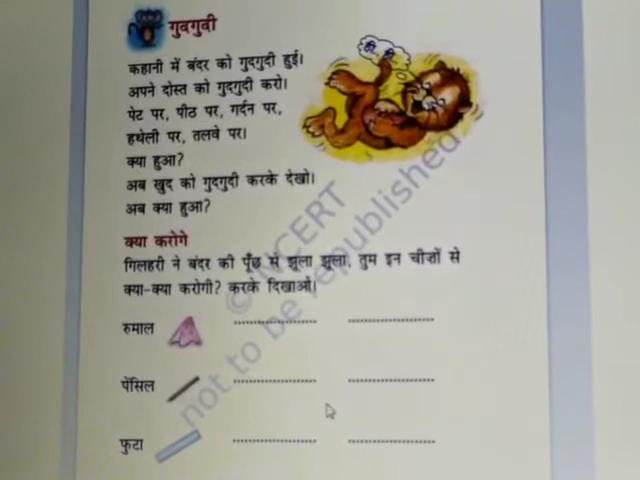 गुदगुदी
कहानी में बंदर को गुदगुदी हुई।
अपने दोस्त को गुदगुदी करो।
पेट पर, पीठ पर, गर्दन पर,
हथेली पर, तलवे पर।
क्या हुआ?
अब खुद को गुदगुदी करके देखो।
अब क्या हुआ?
क्या करोगे
गिलहरी ने बंदर की पूँछ से झूला झूला, तुम इन चीज़ों से
क्या-क्या करोगी? करके दिखाओ।
रुमाल
पेंसिल
फुटा
© NCERT
not to be republished